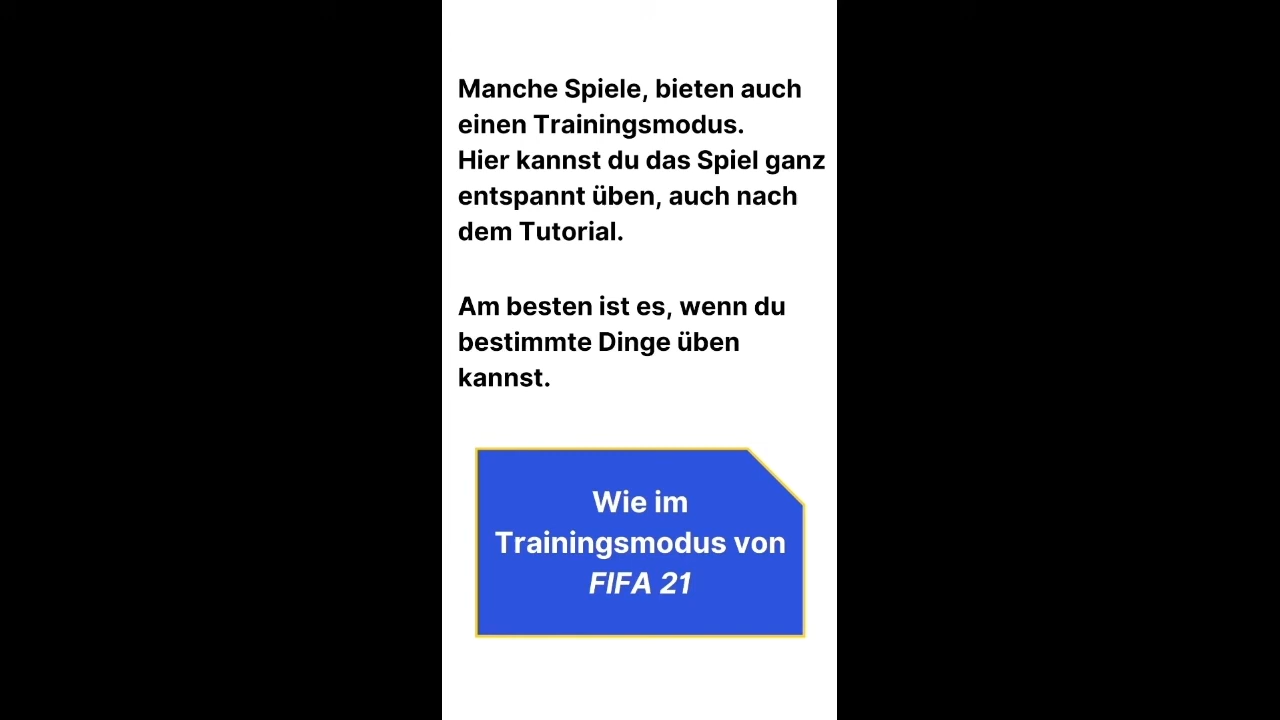 Manche Spiele, bieten auch
einen Trainingsmodus.
Hier kannst du das Spiel ganz
entspannt üben, auch nach
dem Tutorial.
Am besten ist es, wenn du
bestimmte Dinge üben
kannst.
Wie im
Trainingsmodus von
FIFA 21